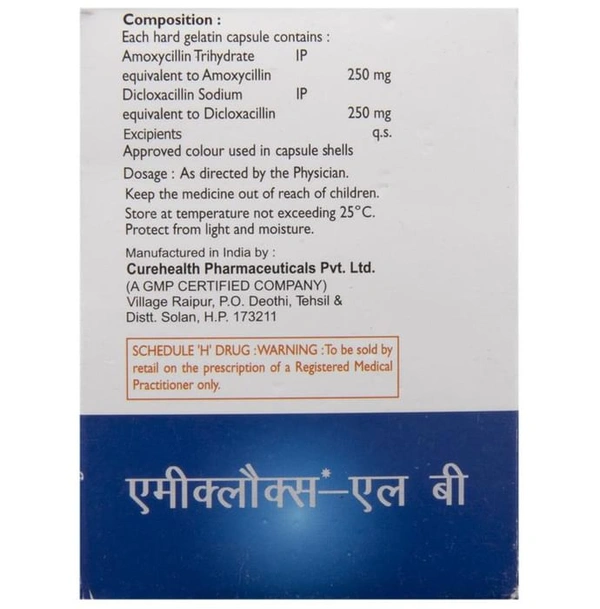 Composition :
Each hard gelatin capsule contains :
Amoxycillin Trihydrate IP
equivalent to Amoxycillin 250 mg
Dicloxacillin Sodium IP
equivalent to Dicloxacillin 250 mg
Excipients q.s.
Approved colour used in capsule shells
Dosage : As directed by the Physician.
Keep the medicine out of reach of children.
Store at temperature not exceeding 25°C.
Protect from light and moisture.
Manufactured in India by :
Curehealth Pharmaceuticals Pvt. Ltd.
(A GMP CERTIFIED COMPANY)
Village Raipur, P.O. Deothi, Tehsil &
Distt. Solan, H.P. 173211
SCHEDULE 'H' DRUG :WARNING :To be sold by
retail on the prescription of a Registered Medical
Practitioner only.
एमीक्लौक्स*–एल बी